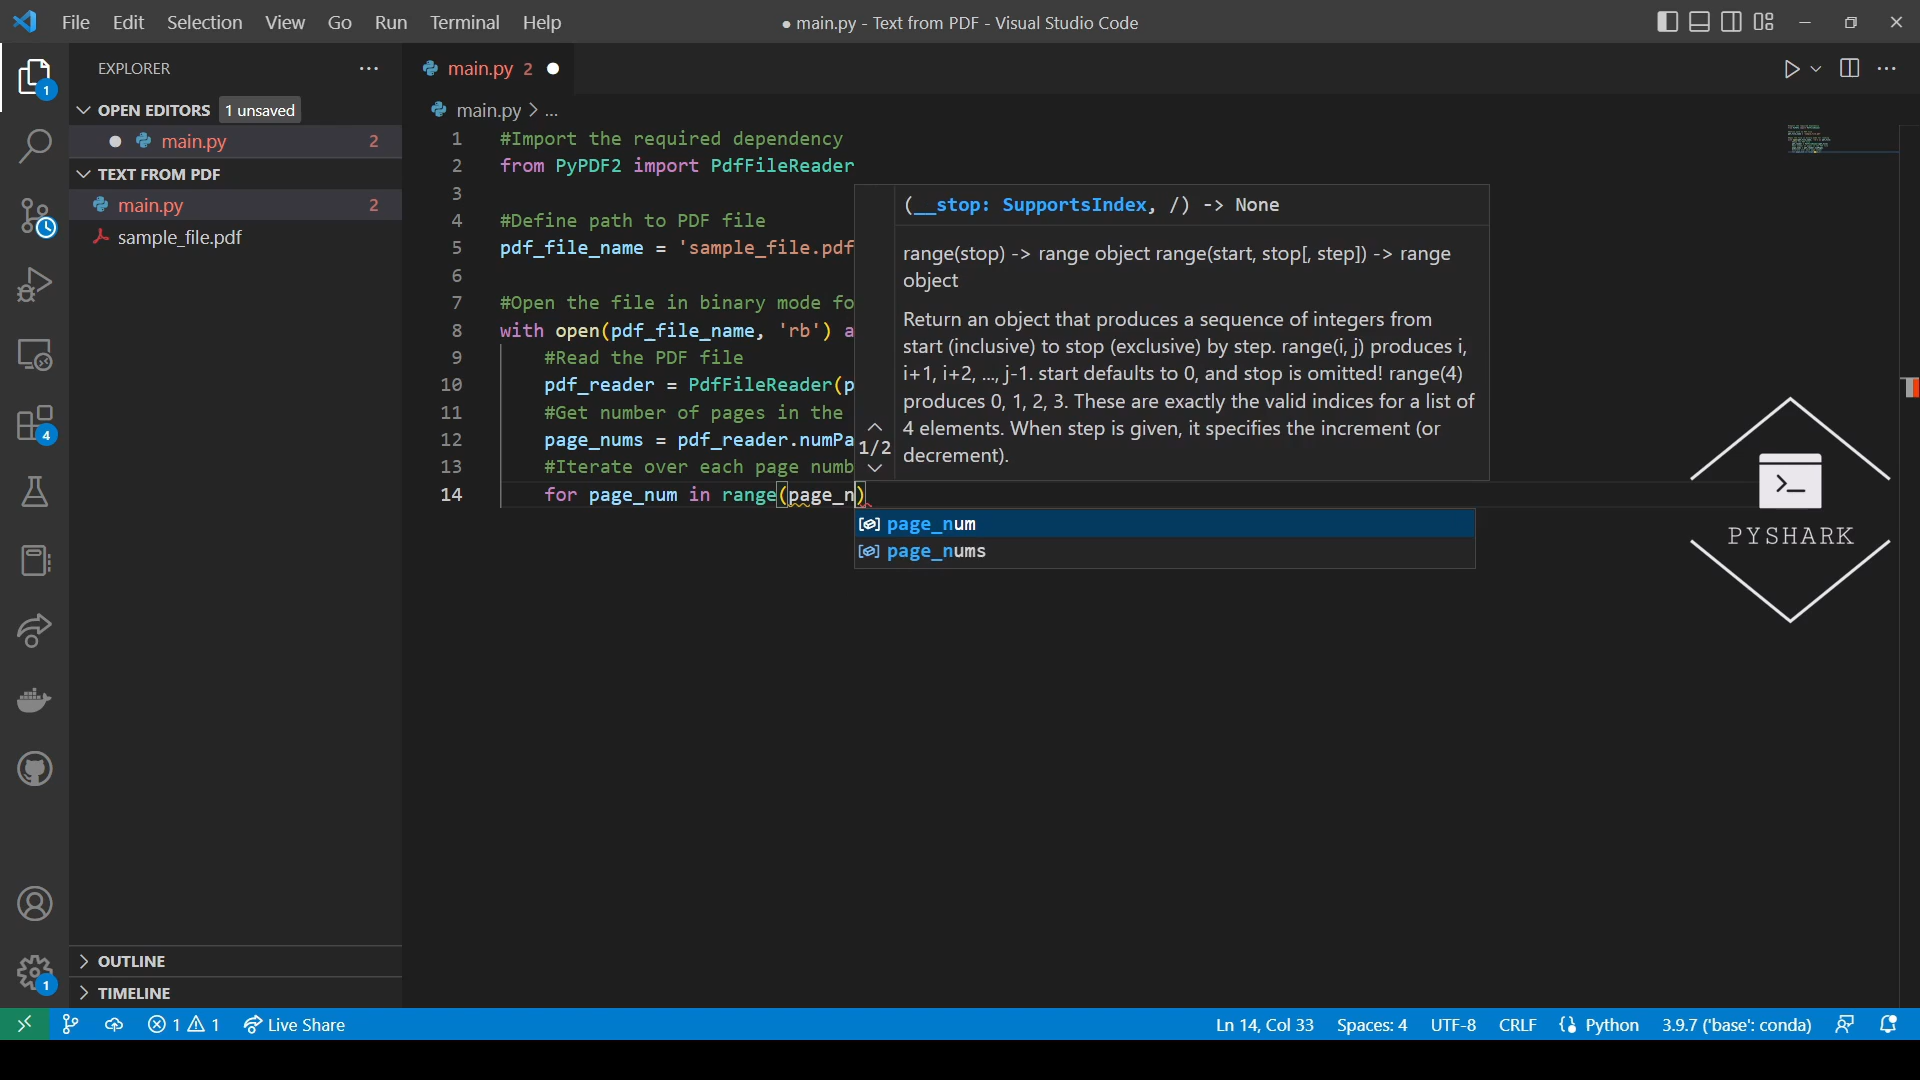 File Edit Selection View Go Run Terminal Help
● main.py - Text from PDF - Visual Studio Code
EXPLORER
OPEN EDITORS 1 unsaved
main.py 2
TEXT FROM PDF
main.py 2
sample_file.pdf
OUTLINE
TIMELINE
1
4
1
main.py 2
main.py > ...
1 #Import the required dependency
2 from PyPDF2 import PdfFileReader
3
4 #Define path to PDF file
5 pdf_file_name = 'sample_file.pdf
6
7 #Open the file in binary mode fo
8 with open(pdf_file_name, 'rb') a
9 #Read the PDF file
10 pdf_reader = PdfFileReader(p
11 #Get number of pages in the
12 page_nums = pdf_reader.numPa
13 #Iterate over each page numb
14 for page_num in range(page_n)
(__stop: SupportsIndex, /) -> None
range(stop) -> range object range(start, stop[, step]) -> range
object
Return an object that produces a sequence of integers from
start (inclusive) to stop (exclusive) by step. range(i, j) produces i,
i+1, i+2, ..., j-1. start defaults to 0, and stop is omitted! range(4)
produces 0, 1, 2, 3. These are exactly the valid indices for a list of
4 elements. When step is given, it specifies the increment (or
decrement).
1/2
page_num
page_nums
>_
PYSHARK
1 1 Live Share
Ln 14, Col 33 Spaces: 4 UTF-8 CRLF Python 3.9.7 ('base': conda)